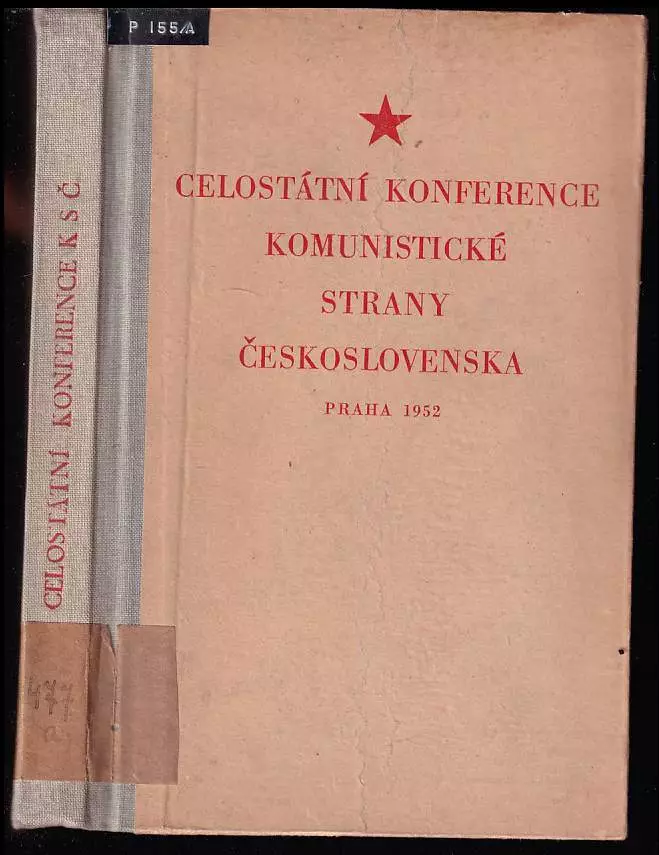 P 155/A
CELOSTÁTNÍ KONFERENCE
KOMUNISTICKÉ
STRANY
ČESKOSLOVENSKA
PRAHA 1952
CELOSTÁTNÍ KONFERENCE K S Č.